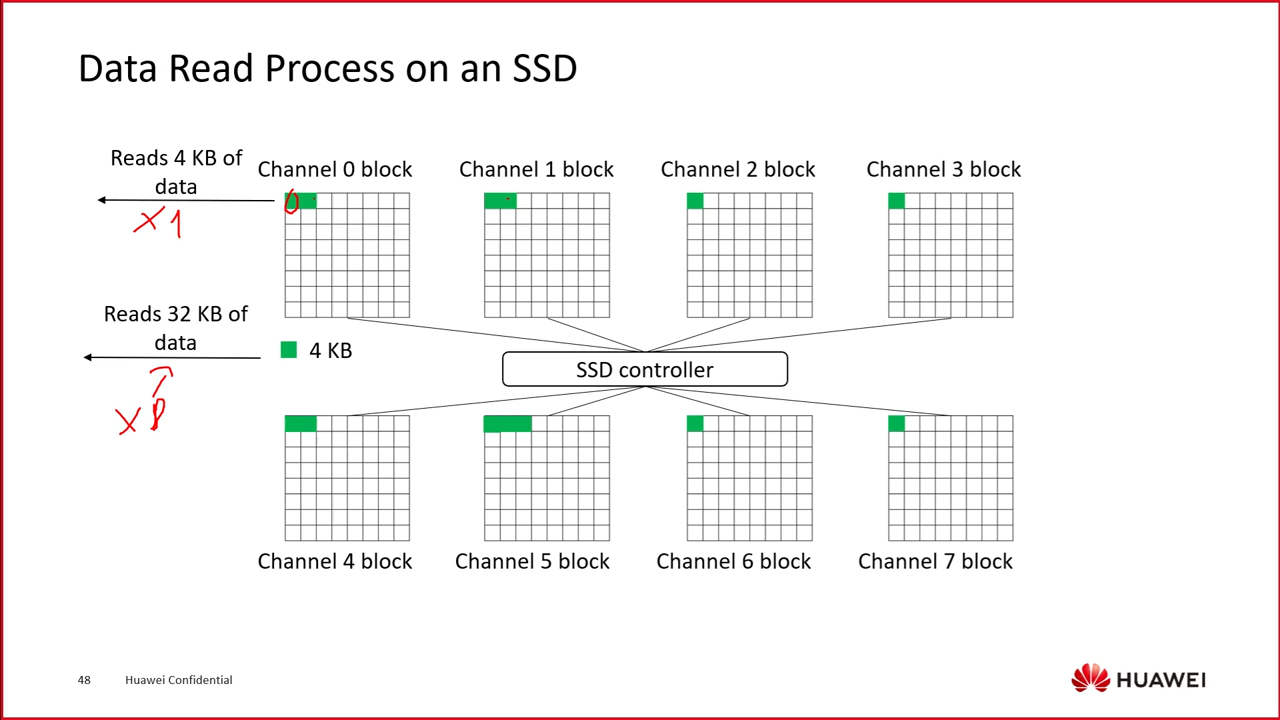 Data Read Process on an SSD
Reads 4 KB of
data
X 1
Channel 0 block
Channel 1 block
Channel 2 block
Channel 3 block
0
Reads 32 KB of
data
X 8
4 KB
SSD controller
Channel 4 block
Channel 5 block
Channel 6 block
Channel 7 block
48
Huawei Confidential
HUAWEI